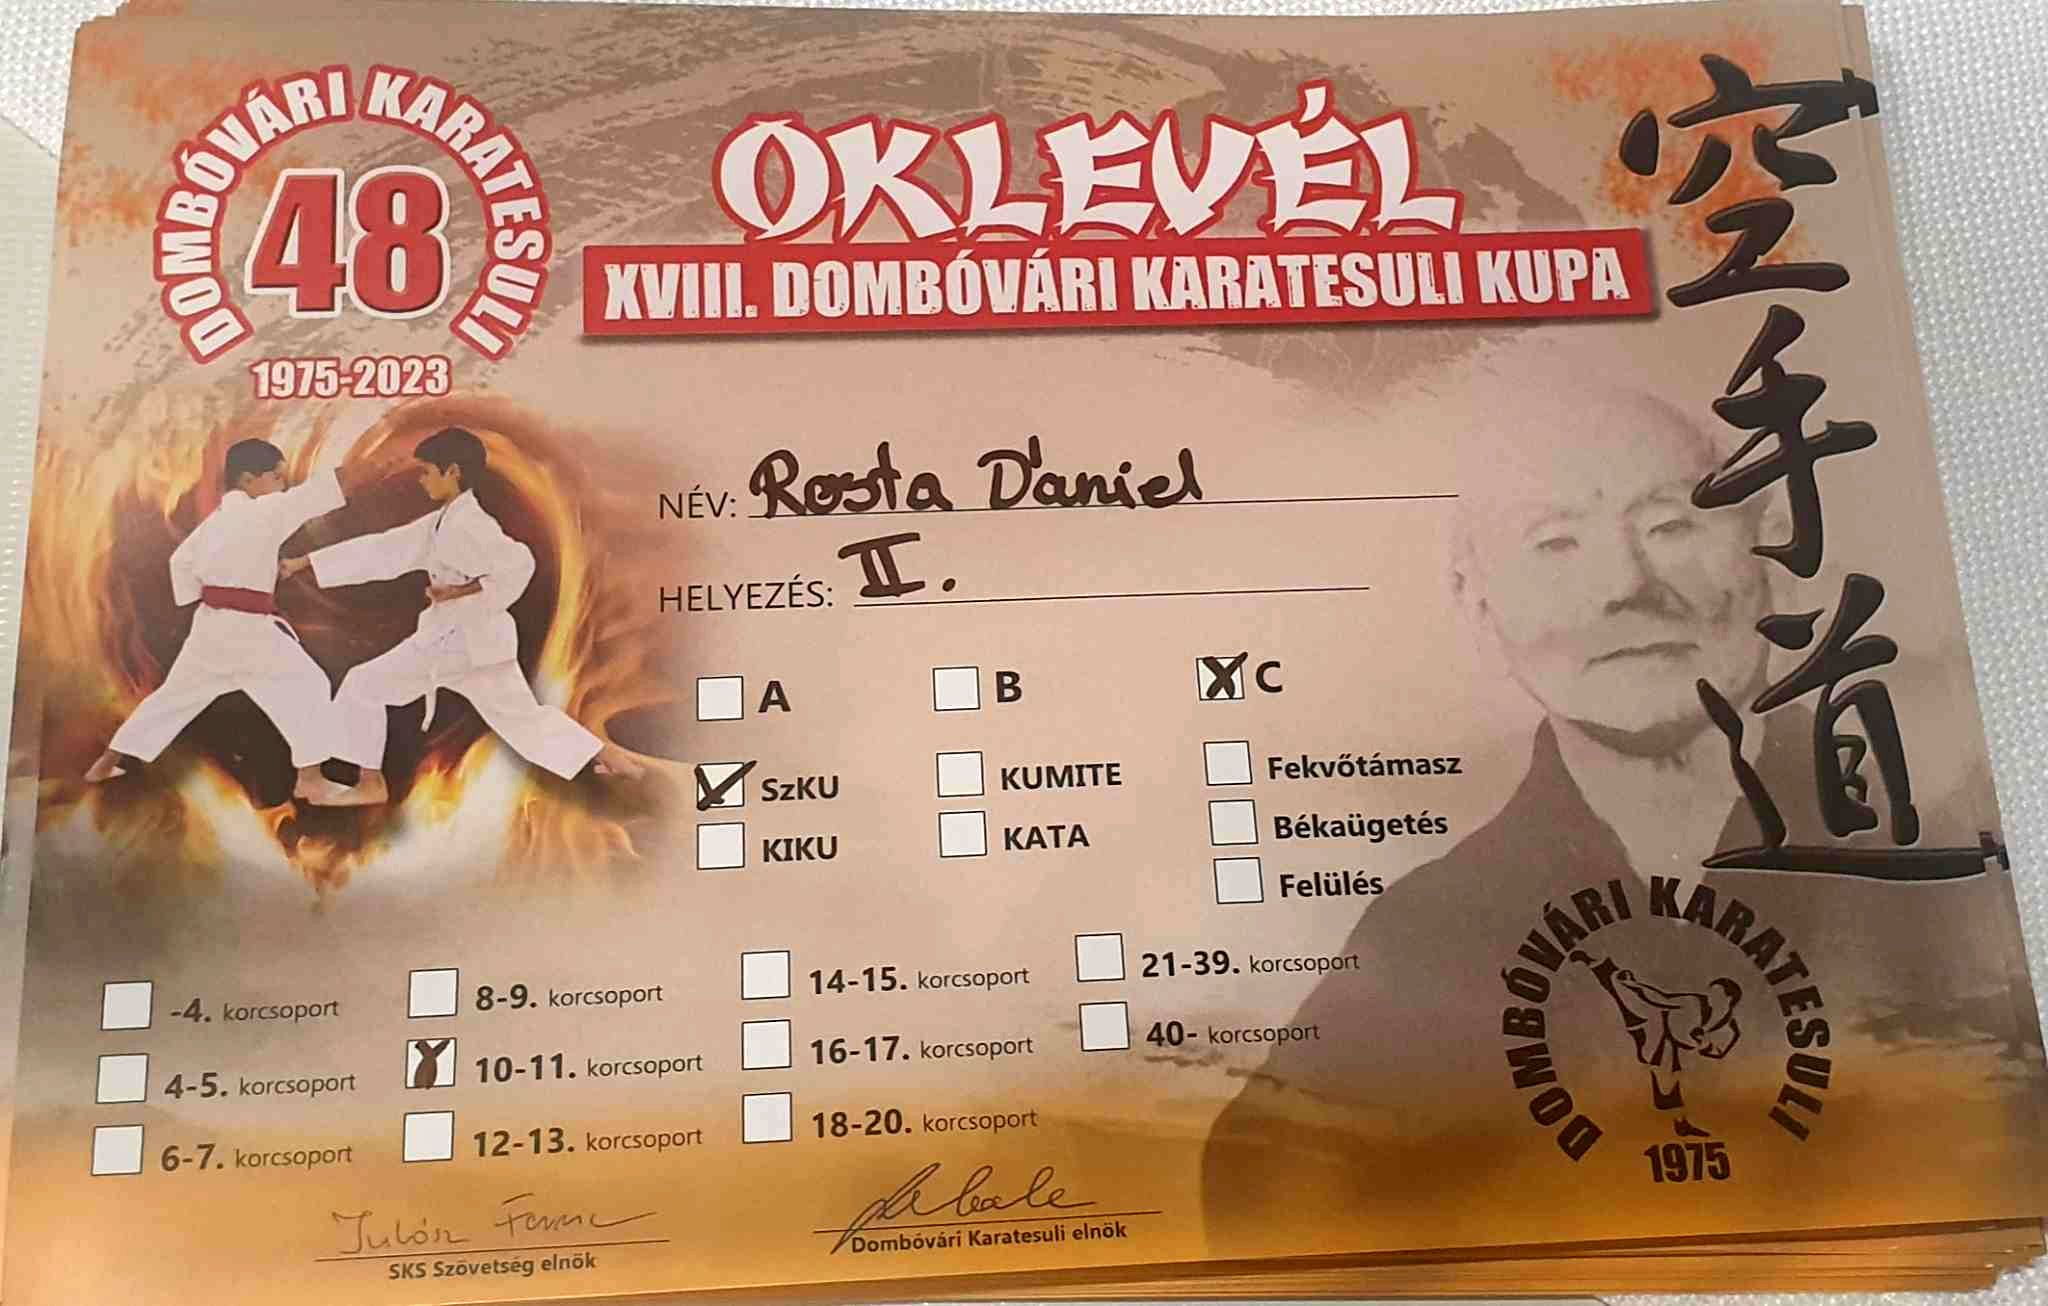 DOMBÓVÁRI KARATESULI
48
1975-2023
OKLEVÉL
XVIII. DOMBÓVÁRI KARATESULI KUPA
空手道
NÉV: Rosta Dániel
HELYEZÉS: II.
A B X C
SzKU KUMITE Fekvőtámasz
KIKU KATA Békaügetés
Felülés
-4. korcsoport 8-9. korcsoport 14-15. korcsoport 21-39. korcsoport
4-5. korcsoport X 10-11. korcsoport 16-17. korcsoport 40- korcsoport
6-7. korcsoport 12-13. korcsoport 18-20. korcsoport
SKS Szövetség elnök
Dombóvári Karatesuli elnök
DOMBÓVÁRI KARATESULI
1975